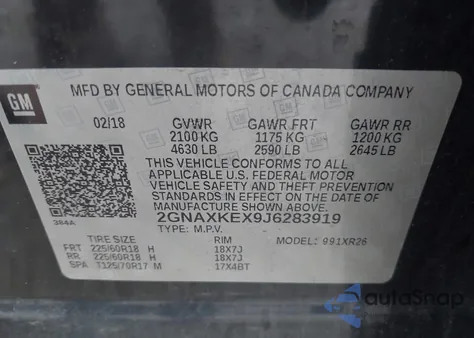 GM
MFD BY GENERAL MOTORS OF CANADA COMPANY
02/18 GVWR GAWR FRT GAWR RR
2100 KG 1175 KG 1200 KG
4630 LB 2590 LB 2645 LB
THIS VEHICLE CONFORMS TO ALL
APPLICABLE U.S. FEDERAL MOTOR
VEHICLE SAFETY AND THEFT PREVENTION
STANDARDS IN EFFECT ON THE DATE OF
MANUFACTURE SHOWN ABOVE.
384A 2GNAXKEX9J6283919
TYPE: M.P.V.
TIRE SIZE RIM MODEL: 991XR26
FRT 225/60R18 H 18X7J
RR 225/60R18 H 18X7J
SPA T125/70R17 M 17X4BT
autoSnap